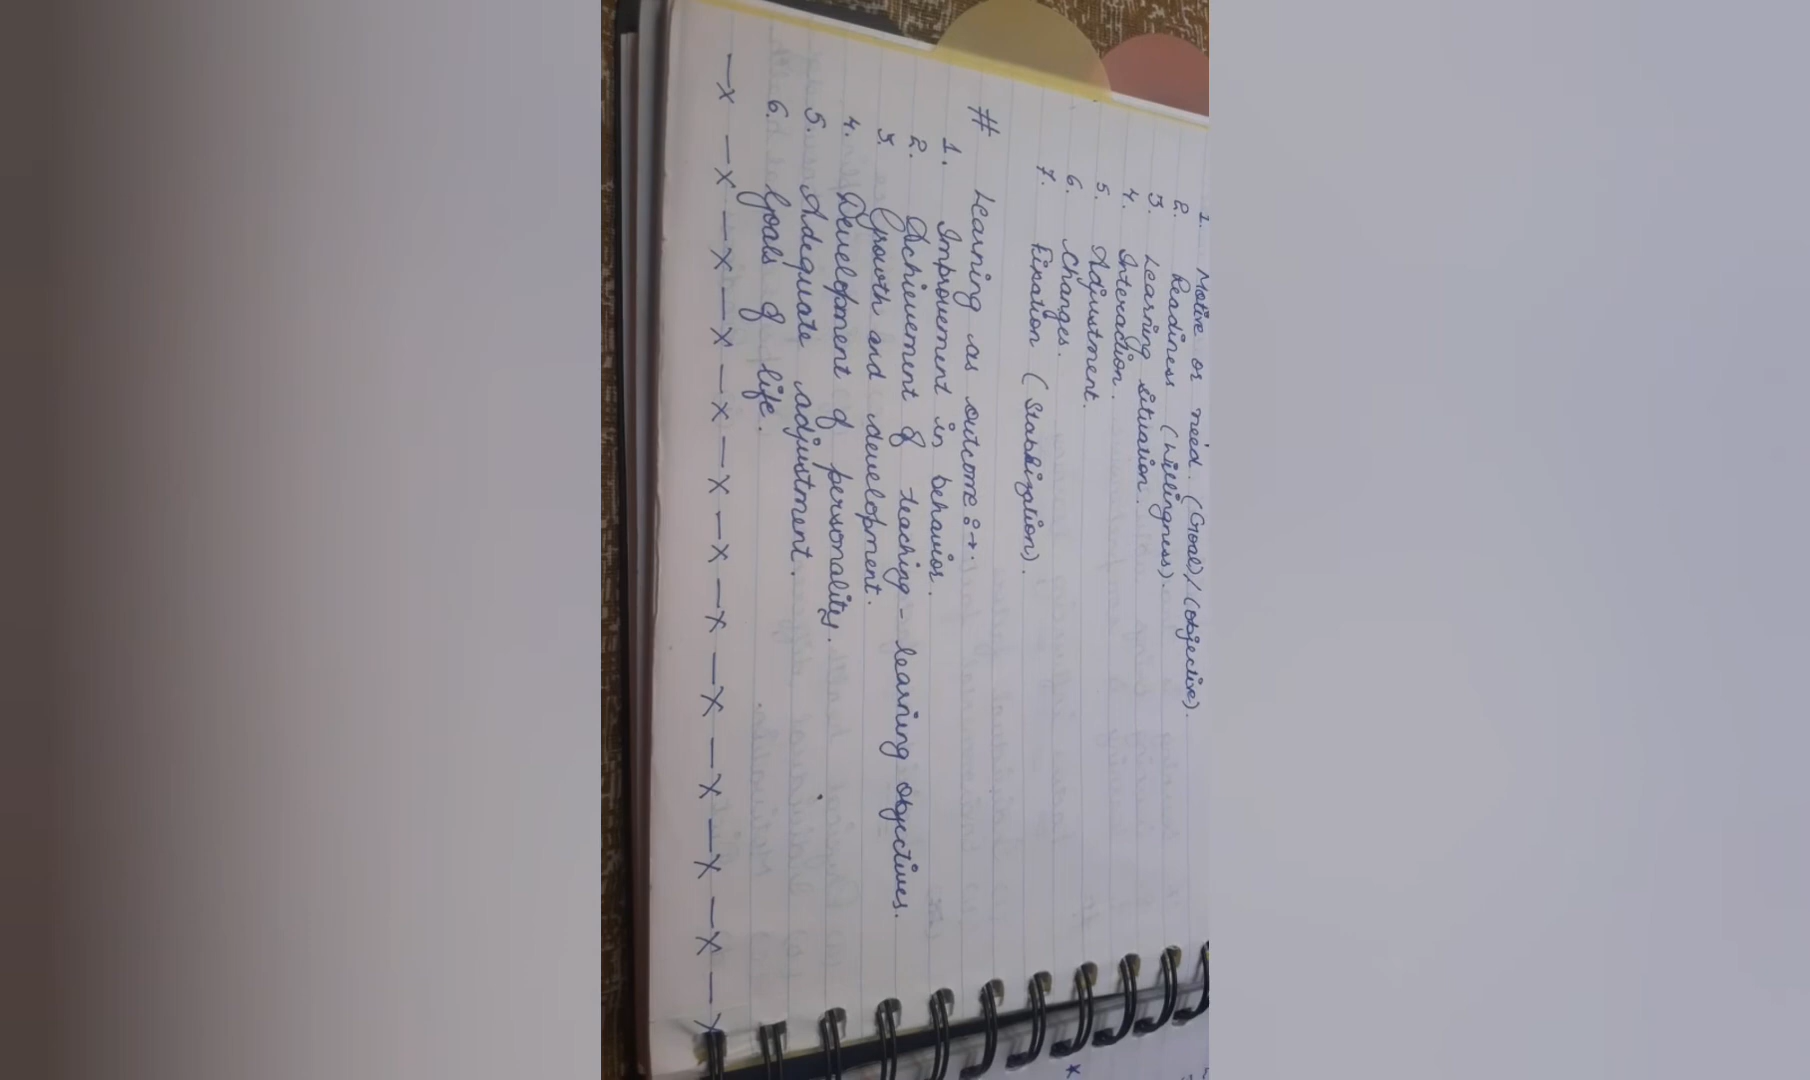 1. Motive or need. (Goal)/(objective).
2. Readiness (Willingness).
3. Learning situation.
4. Interaction.
5. Adjustment.
6. Changes.
7. Fixation (Stabilization).
# Learning as outcome :→.
1. Improvement in behavior.
2. Achievement of teaching - learning objectives.
3. Growth and development.
4. Development of personality.
5. Adequate adjustment.
6. Goals of life.
—x—x—x—x—x—x—x—x—x—x—x—x—x
*